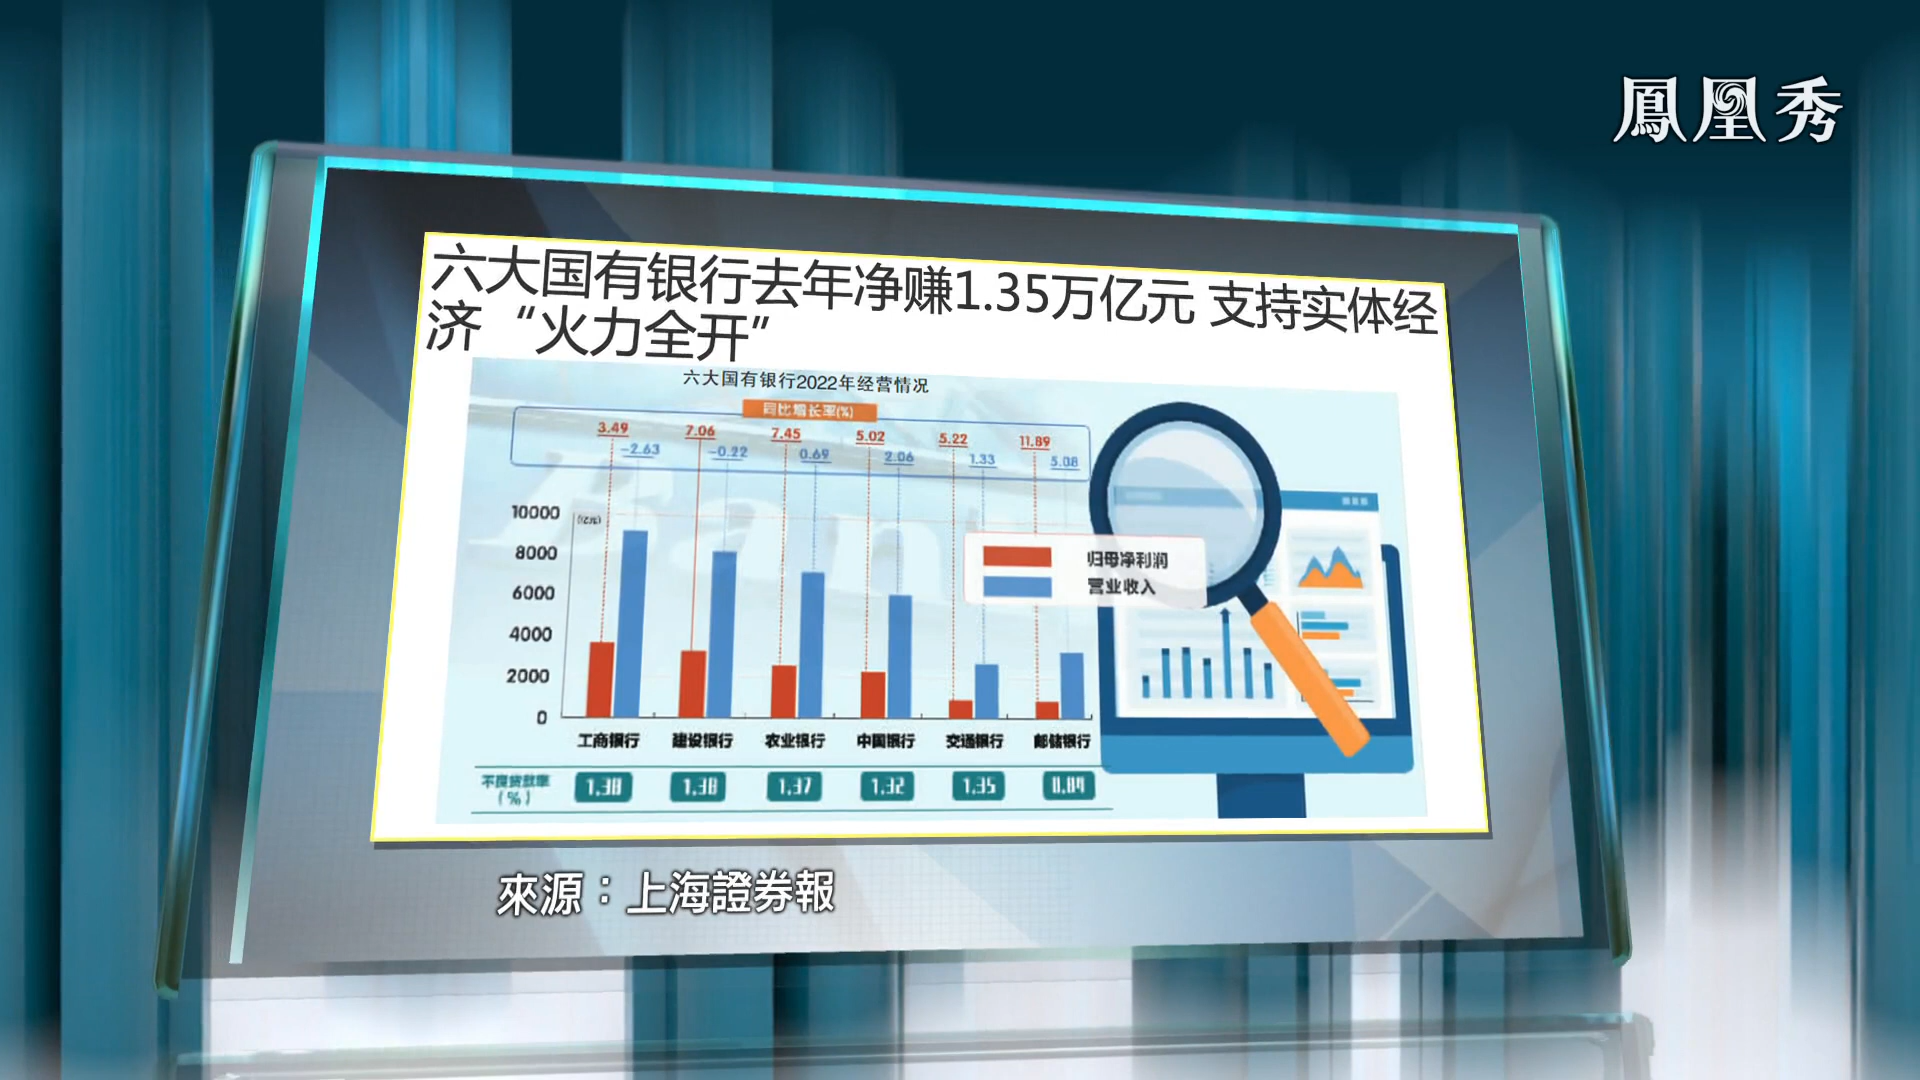 鳳凰秀
六大国有银行去年净赚1.35万亿元 支持实体经
济“火力全开”
六大国有银行2022年经营情况
同比增长率(%)
3.49 7.06 7.45 5.02 5.22 11.89
-2.63 -0.22 0.69 2.06 1.33 5.08
(亿元)
10000
8000
6000
4000
2000
0
归母净利润
营业收入
工商银行 建设银行 农业银行 中国银行 交通银行 邮储银行
不良贷款率
(%)
1.38 1.38 1.37 1.32 1.35 0.84
來源：上海證券報